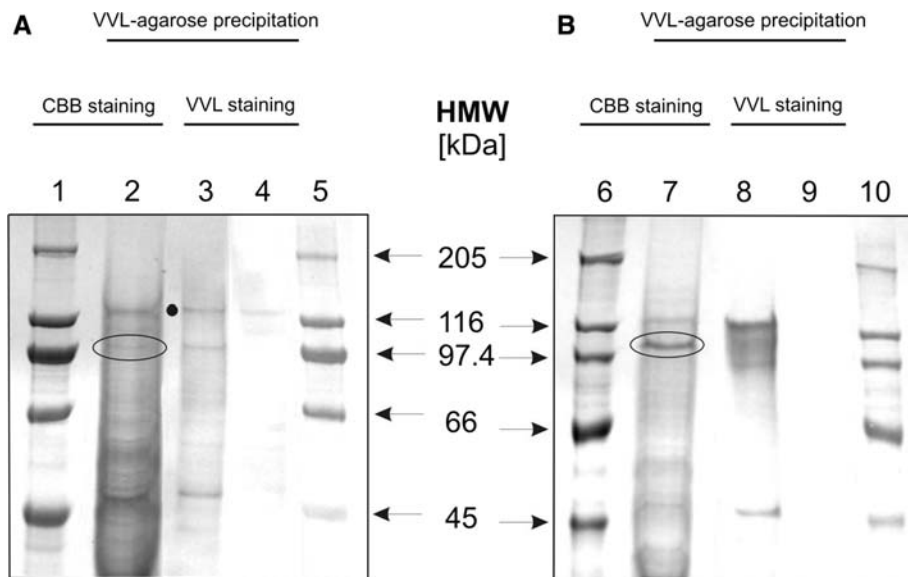 A
VVL-agarose precipitation
CBB staining
VVL staining
1 2 3 4 5
HMW
[kDa]
205
116
97.4
66
45
B
VVL-agarose precipitation
CBB staining
VVL staining
6 7 8 9 10